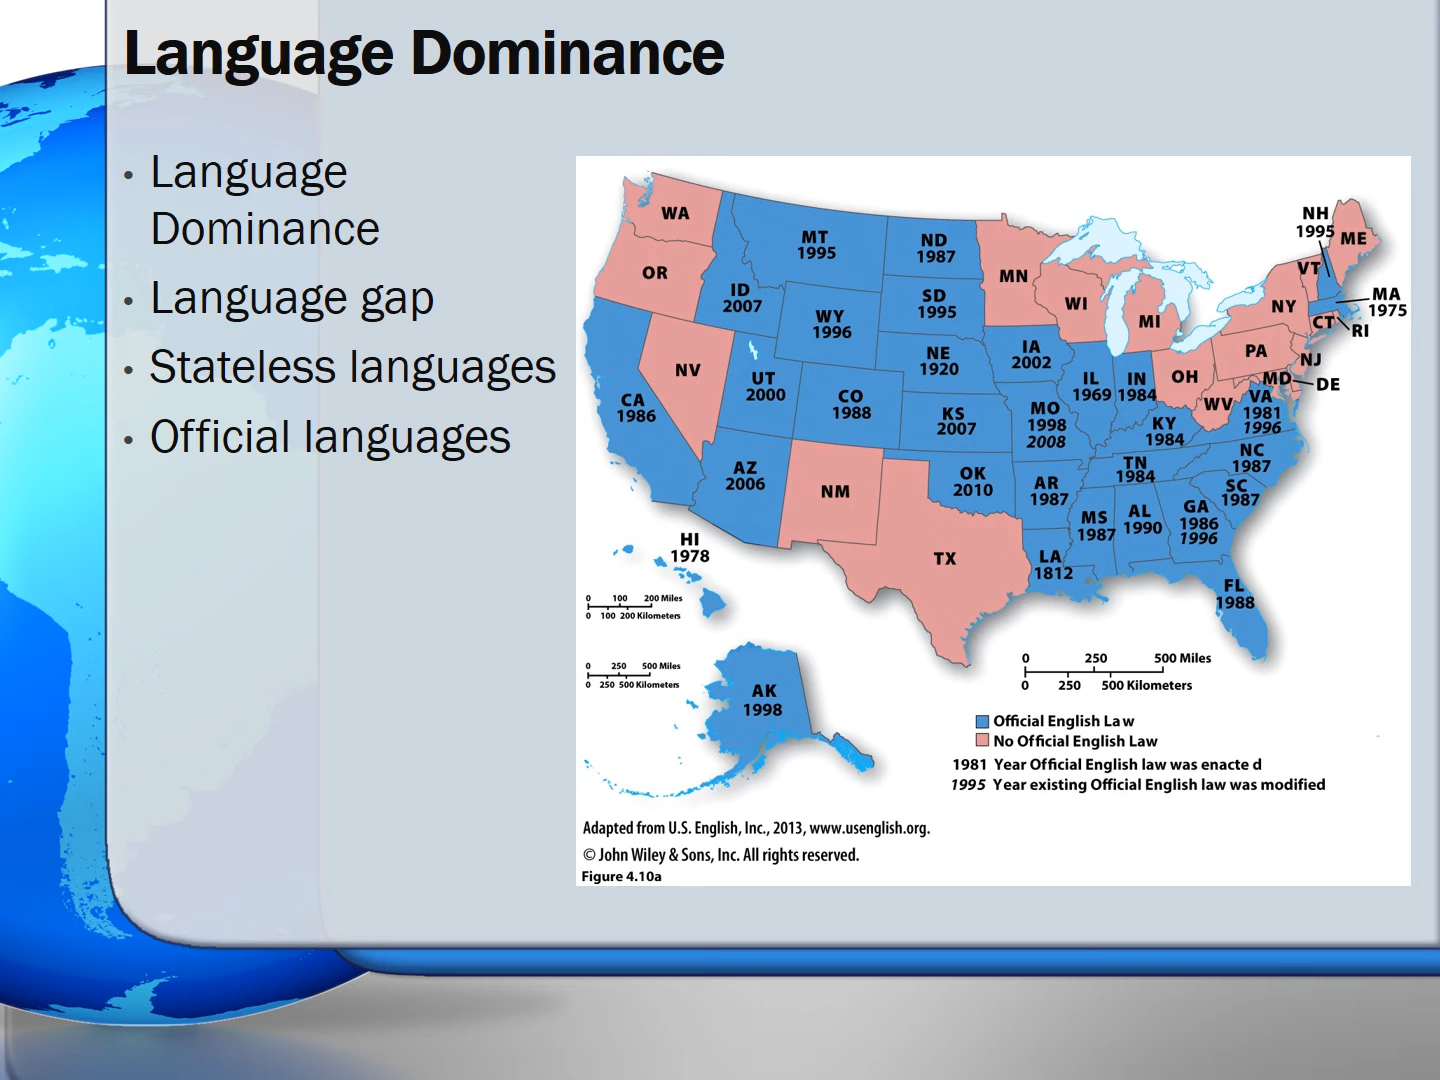 Language Dominance
• Language
Dominance
• Language gap
• Stateless languages
• Official languages
WA
OR
CA
1986
NV
ID
2007
MT
1995
WY
1996
UT
2000
AZ
2006
CO
1988
NM
ND
1987
SD
1995
NE
1920
KS
2007
OK
2010
TX
MN
IA
2002
MO
1998
2008
AR
1987
LA
1812
WI
IL
1969
MI
IN
1984
OH
KY
1984
TN
1984
MS
1987
AL
1990
GA
1986
1996
FL
1988
SC
1987
NC
1987
VA
1981
1996
WV
MD
DE
PA
NJ
NY
CT
RI
MA
1975
VT
NH
1995
ME
HI
1978
0 100 200 Miles
0 100 200 Kilometers
AK
1998
0 250 500 Miles
0 250 500 Kilometers
0 250 500 Miles
0 250 500 Kilometers
Official English Law
No Official English Law
1981 Year Official English law was enacte d
1995 Year existing Official English law was modified
Adapted from U.S. English, Inc., 2013, www.usenglish.org.
© John Wiley & Sons, Inc. All rights reserved.
Figure 4.10a